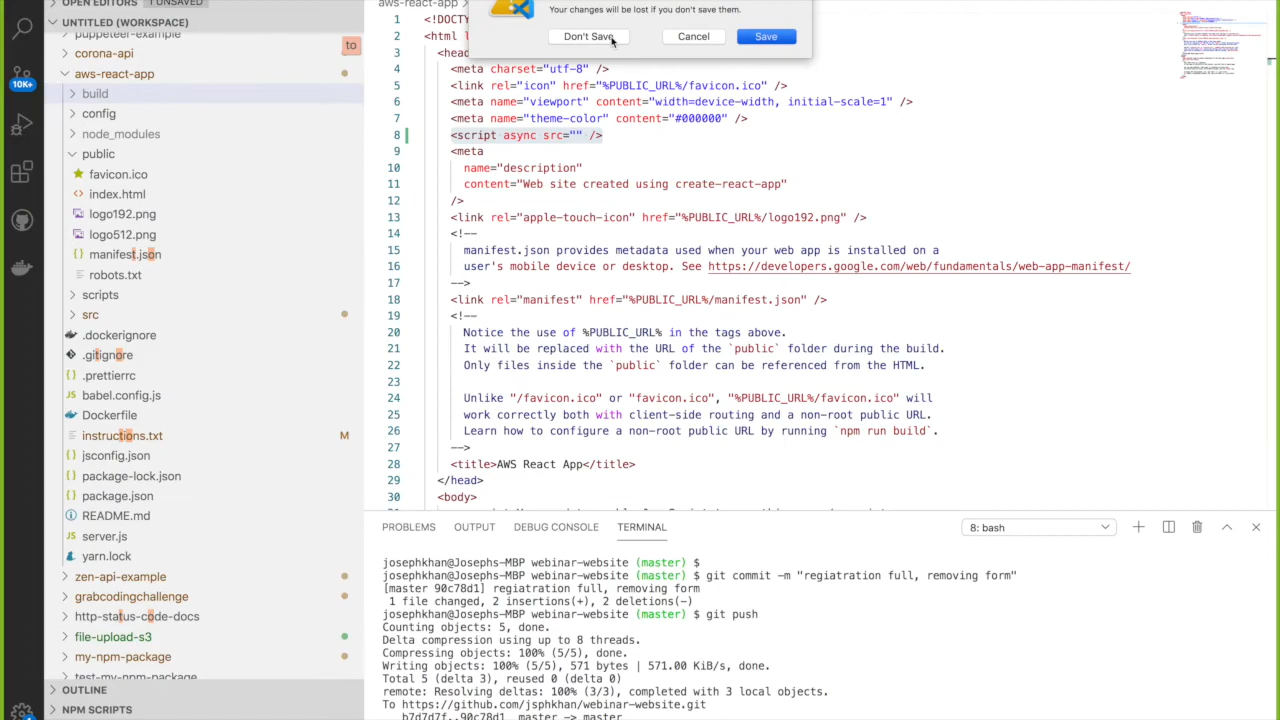 OPEN EDITORS 1 UNSAVED
UNTITLED (WORKSPACE)
puppeteer-example
10K+
build
config
node_modules
public
favicon.ico
index.html
logo192.png
logo512.png
manifest.json
robots.txt
scripts
src
.dockerignore
.gitignore
.prettierrc
babel.config.js
Dockerfile
instructions.txt M
jsconfig.json
package-lock.json
package.json
README.md
server.js
yarn.lock
zen-api-example
grabcodingchallenge
http-status-code-docs
file-upload-s3
my-npm-package
test-my-npm-package
OUTLINE
NPM SCRIPTS
aws-react-app
Your changes will be lost if you don't save them.
Cancel
Save
1 <!DOCT
2 <html
3 <head
4 <meta charset="utf-8" />
5 <link rel="icon" href="%PUBLIC_URL%/favicon.ico" />
6 <meta name="viewport" content="width=device-width, initial-scale=1" />
7 <meta name="theme-color" content="#000000" />
8 <script async src="" />
9 <meta
10 name="description"
11 content="Web site created using create-react-app"
12 />
13 <link rel="apple-touch-icon" href="%PUBLIC_URL%/logo192.png" />
14 <!--
15 manifest.json provides metadata used when your web app is installed on a
16 user's mobile device or desktop. See https://developers.google.com/web/fundamentals/web-app-manifest/
17 -->
18 <link rel="manifest" href="%PUBLIC_URL%/manifest.json" />
19 <!--
20 Notice the use of %PUBLIC_URL% in the tags above.
21 It will be replaced with the URL of the `public` folder during the build.
22 Only files inside the `public` folder can be referenced from the HTML.
23
24 Unlike "/favicon.ico" or "favicon.ico", "%PUBLIC_URL%/favicon.ico" will
25 work correctly both with client-side routing and a non-root public URL.
26 Learn how to configure a non-root public URL by running `npm run build`.
27 -->
28 <title>AWS React App</title>
29 </head>
30 <body>
PROBLEMS OUTPUT DEBUG CONSOLE TERMINAL 8: bash
josephkhan@Josephs-MBP webinar-website (master) $
josephkhan@Josephs-MBP webinar-website (master) $ git commit -m "regiatration full, removing form"
[master 90c78d1] regiatration full, removing form
1 file changed, 2 insertions(+), 2 deletions(-)
josephkhan@Josephs-MBP webinar-website (master) $ git push
Counting objects: 5, done.
Delta compression using up to 8 threads.
Compressing objects: 100% (5/5), done.
Writing objects: 100% (5/5), 571 bytes | 571.00 KiB/s, done.
Total 5 (delta 3), reused 0 (delta 0)
remote: Resolving deltas: 100% (3/3), completed with 3 local objects.
To https://github.com/jsphkhan/webinar-website.git
b7d7d7f..90c78d1 master -> master